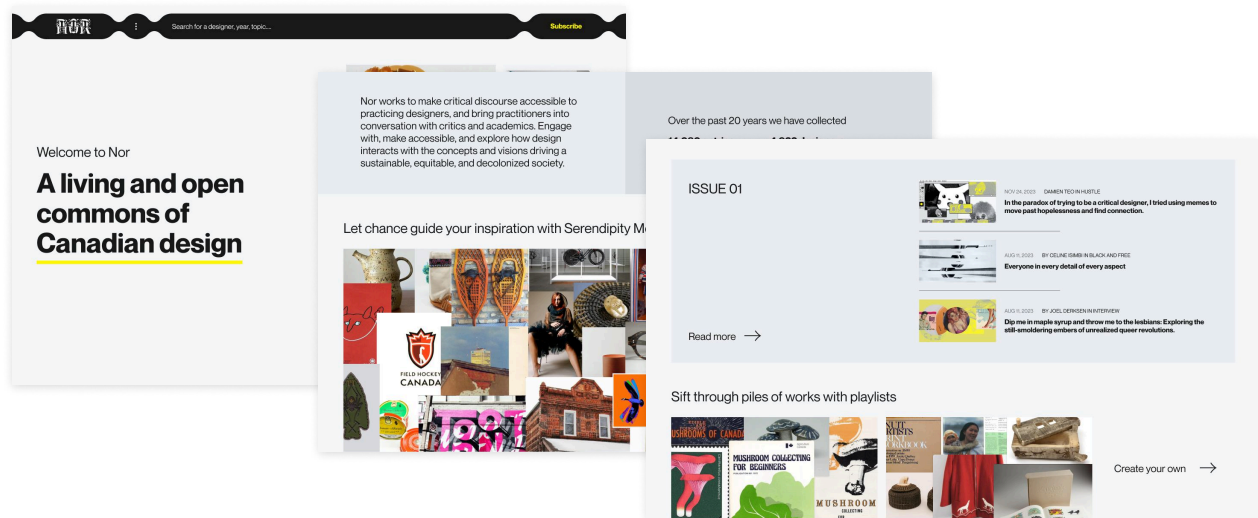 Search for a designer, year, topic...
Subscribe
Welcome to Nor
A living and open
commons of
Canadian design
Nor works to make critical discourse accessible to
practicing designers, and bring practitioners into
conversation with critics and academics. Engage
with, make accessible, and explore how design
interacts with the concepts and visions driving a
sustainable, equitable, and decolonized society.
Over the past 20 years we have collected
Let chance guide your inspiration with Serendipity
FIELD HOCKEY
CANADA
ISSUE 01
NOV 24, 2023 DAMIEN TEO IN HUSTLE
In the paradox of trying to be a critical designer, I tried using memes to
move past hopelessness and find connection.
AUG 11, 2023 BY CELINE ISIMBI IN BLACK AND FREE
Everyone in every detail of every aspect
AUG 11, 2023 BY JOEL DERKSEN IN INTERVIEW
Dip me in maple syrup and throw me to the lesbians: Exploring the
still-smoldering embers of unrealized queer revolutions.
Read more
Sift through piles of works with playlists
MUSHROOM COLLECTING
FOR BEGINNERS
MUSHROOM
COLLECTING
Create your own